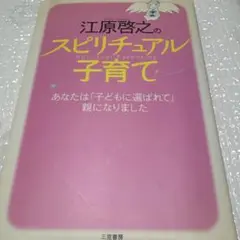 江原啓之の
スピリチュアル
子育て
あなたは「子どもに選ばれて」
親になりました
三笠書房